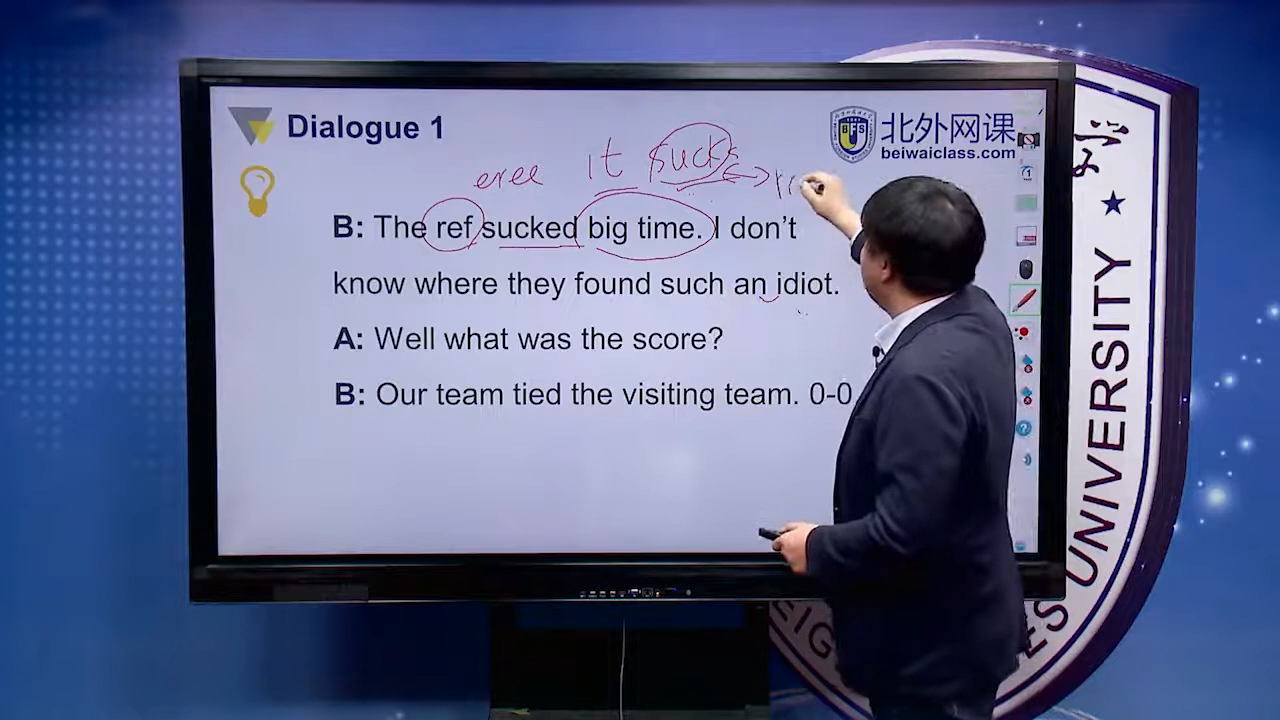 Dialogue 1
北外网课
beiwaiclass.com
BFS
eree it sucks
B: The ref sucked big time. I don't
know where they found such an idiot.
A: Well what was the score?
B: Our team tied the visiting team. 0-0
UNIVERSITY